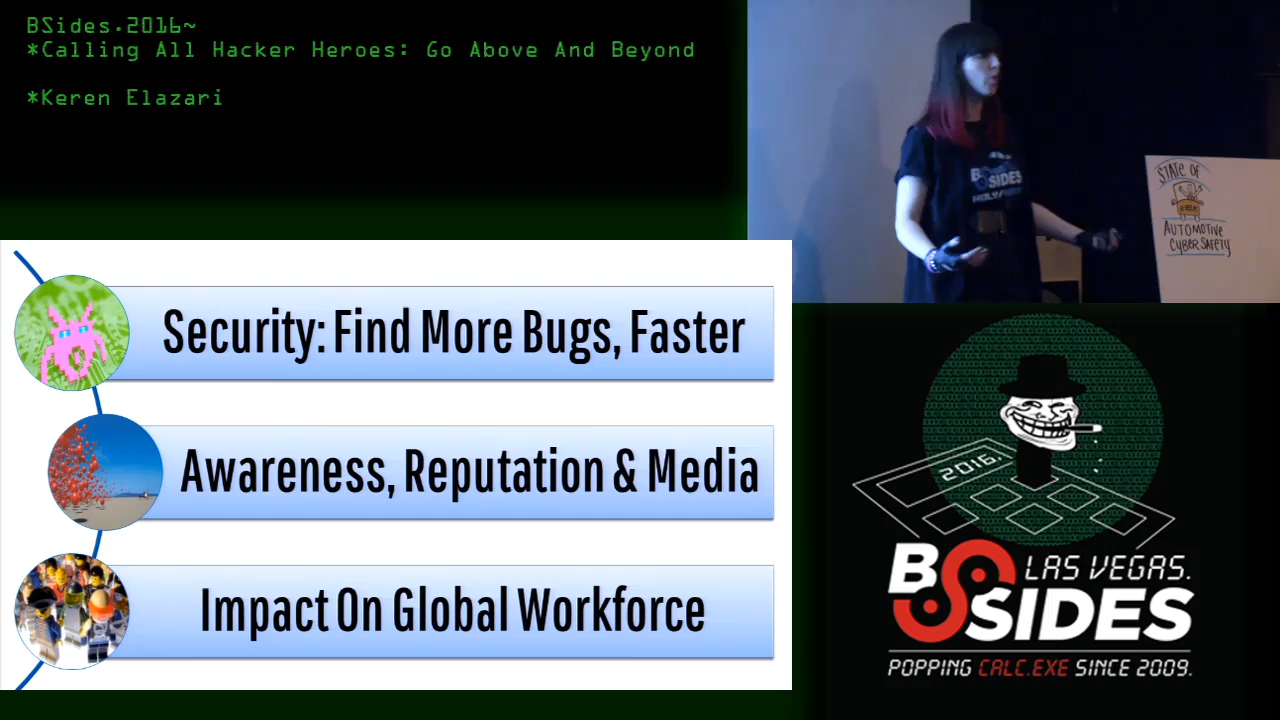 BSides.2016~
*Calling All Hacker Heroes: Go Above And Beyond
*Keren Elazari
BSIDES
STATE OF
AUTOMOTIVE
CYBER SAFETY
Security: Find More Bugs, Faster
Awareness, Reputation & Media
Impact On Global Workforce
2016.
BSIDES
LAS VEGAS.
POPPING CALC.EXE SINCE 2009.